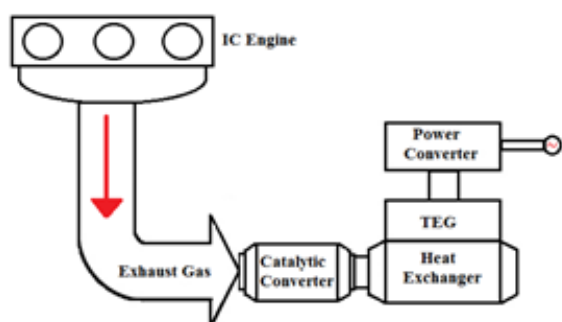 IC Engine
Power
Converter
TEG
Exhaust Gas
Catalytic
Converter
Heat
Exchanger